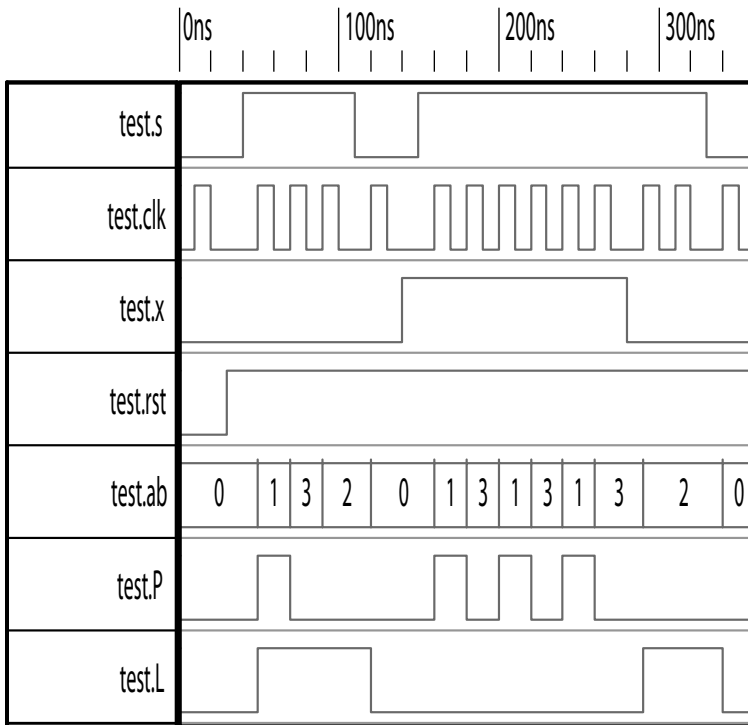 0ns 100ns 200ns 300ns
test.s
test.clk
test.x
test.rst
test.ab 0 1 3 2 0 1 3 1 3 1 3 2 0
test.P
test.L